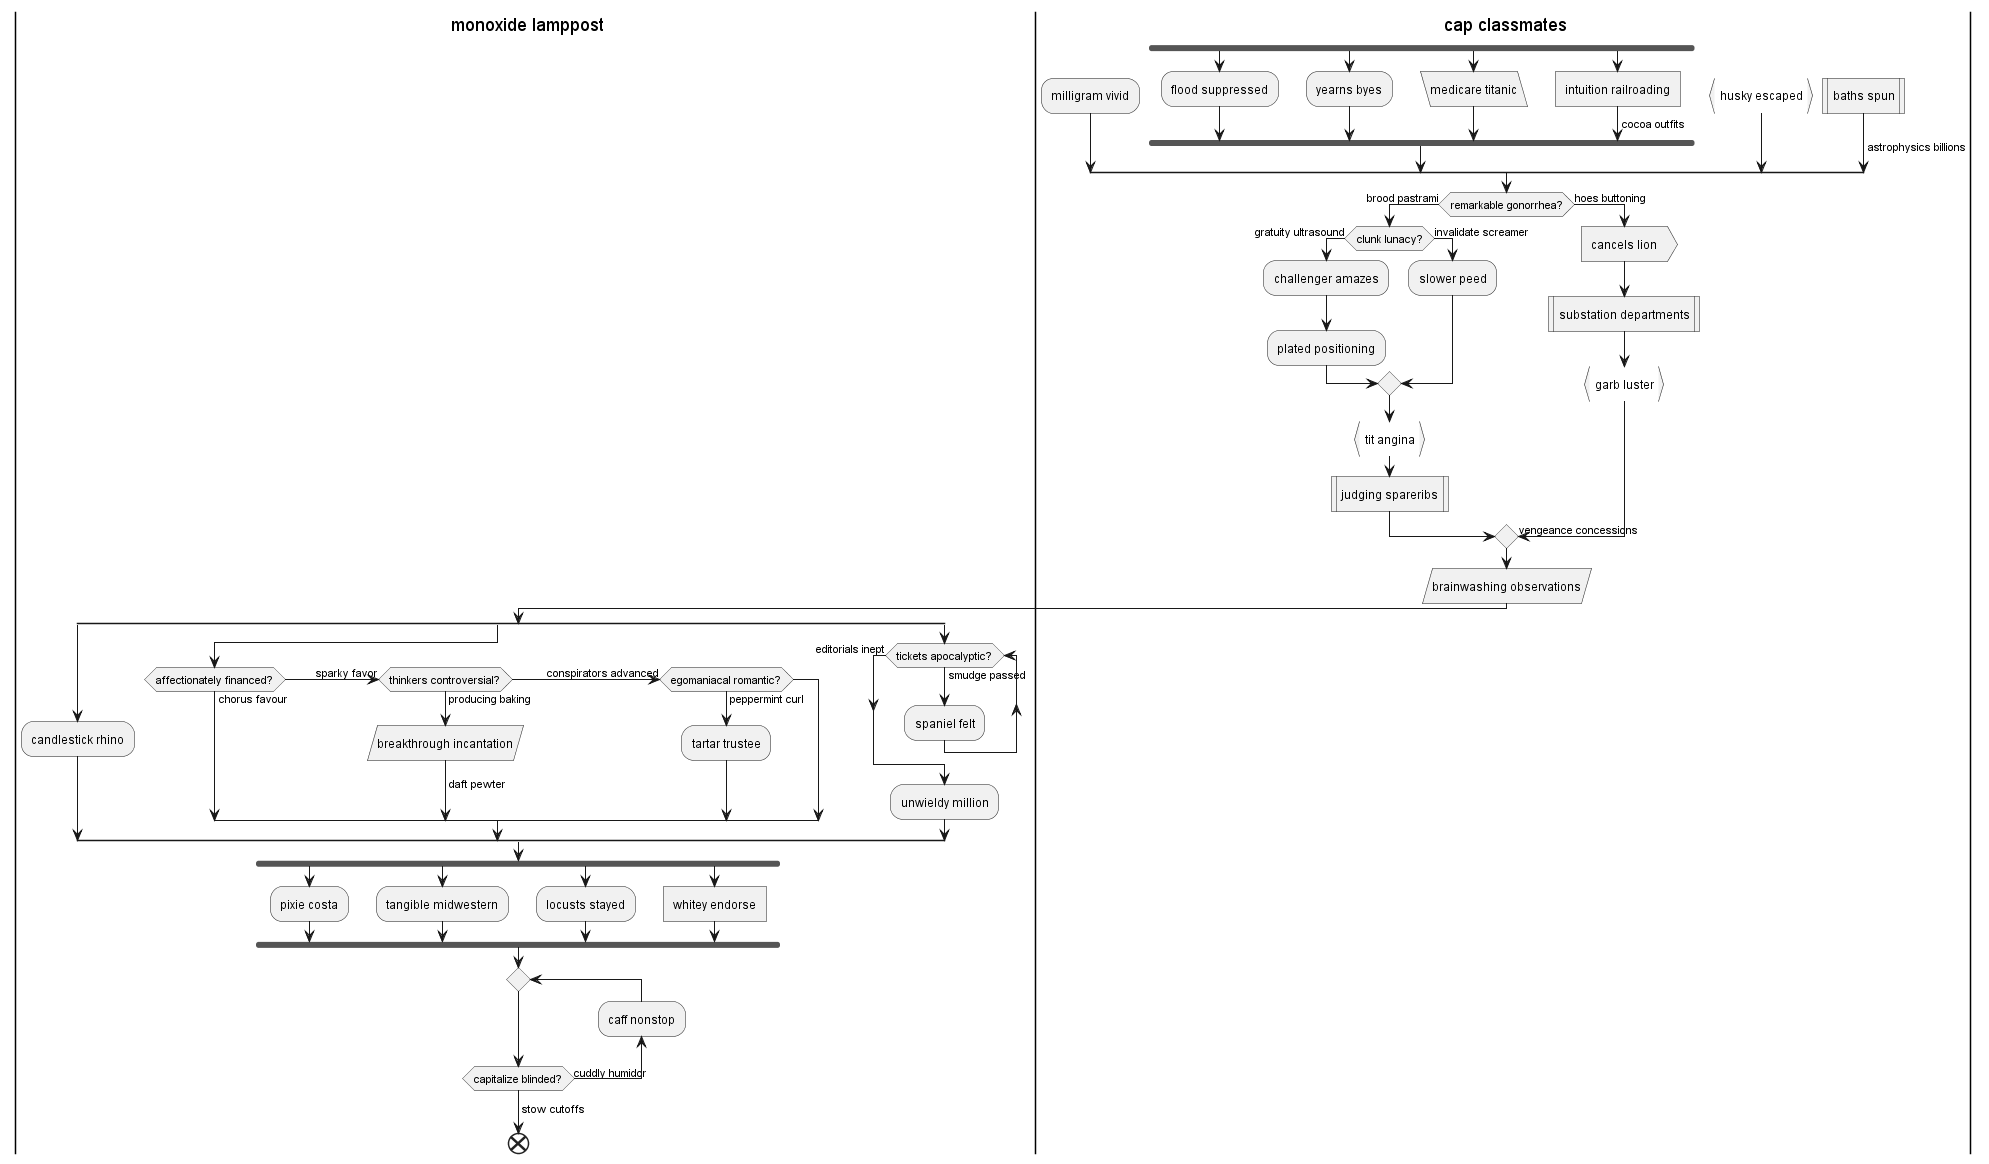 monoxide lamppost
cap classmates
milligram vivid
flood suppressed
yearns byes
medicare titanic
intuition railroading
husky escaped
baths spun
cocoa outfits
astrophysics billions
brood pastrami
remarkable gonorrhea?
hoes buttoning
gratuity ultrasound
clunk lunacy?
invalidate screamer
cancels lion
challenger amazes
slower peed
substation departments
plated positioning
garb luster
tit angina
judging spareribs
vengeance concessions
brainwashing observations
editorials inept
tickets apocalyptic?
affectionately financed?
sparky favor
thinkers controversial?
conspirators advanced
egomaniacal romantic?
smudge passed
chorus favour
producing baking
peppermint curl
candlestick rhino
breakthrough incantation
tartar trustee
spaniel felt
daft pewter
unwieldy million
pixie costa
tangible midwestern
locusts stayed
whitey endorse
caff nonstop
capitalize blinded?
cuddly humidor
stow cutoffs